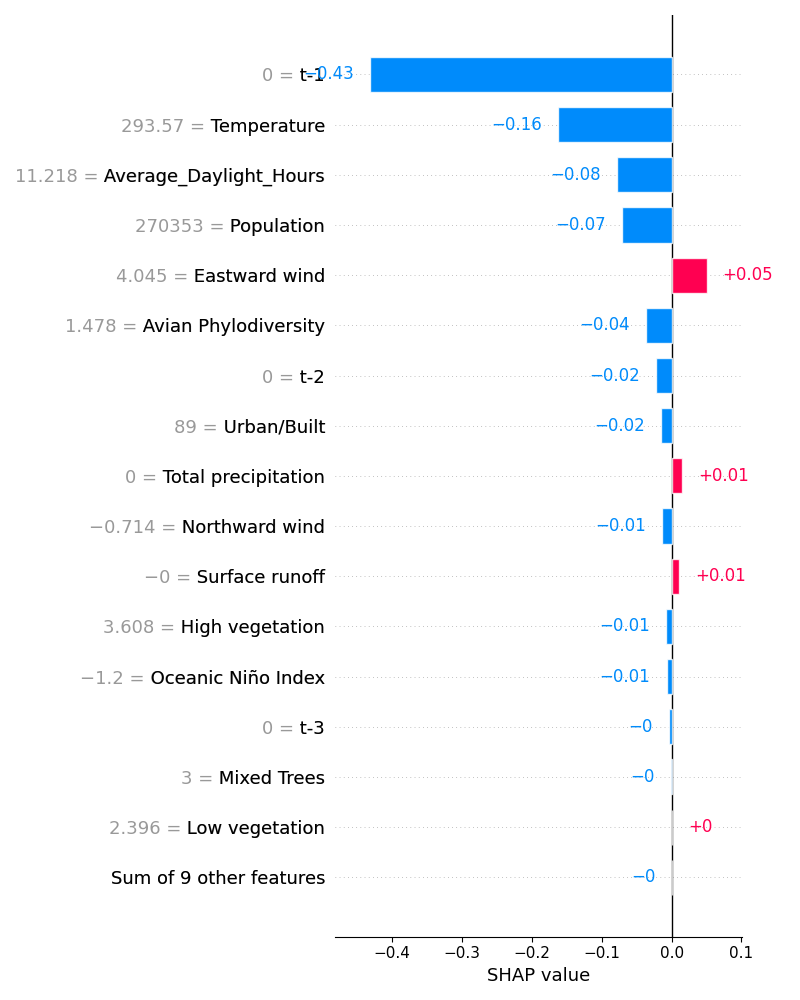 0 = t-1 −0.43
293.57 = Temperature −0.16
11.218 = Average_Daylight_Hours −0.08
270353 = Population −0.07
4.045 = Eastward wind +0.05
1.478 = Avian Phylodiversity −0.04
0 = t-2 −0.02
89 = Urban/Built −0.02
0 = Total precipitation +0.01
−0.714 = Northward wind −0.01
−0 = Surface runoff +0.01
3.608 = High vegetation −0.01
−1.2 = Oceanic Niño Index −0.01
0 = t-3 −0
3 = Mixed Trees −0
2.396 = Low vegetation +0
Sum of 9 other features −0
−0.4 −0.3 −0.2 −0.1 0.0 0.1
SHAP value